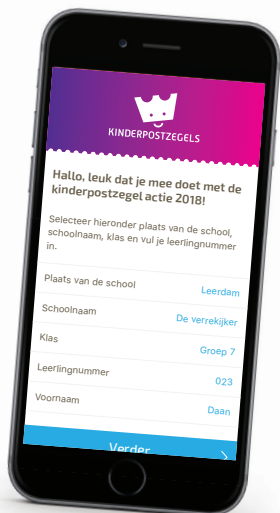 KINDERPOSTZEGELS
Hallo, leuk dat je mee doet met de
kinderpostzegel actie 2018!
Selecteer hieronder plaats van de school,
schoolnaam, klas en vul je leerlingnummer
in.
Plaats van de school Leerdam
Schoolnaam De verrekijker
Klas Groep 7
Leerlingnummer 023
Voornaam Daan
Verder